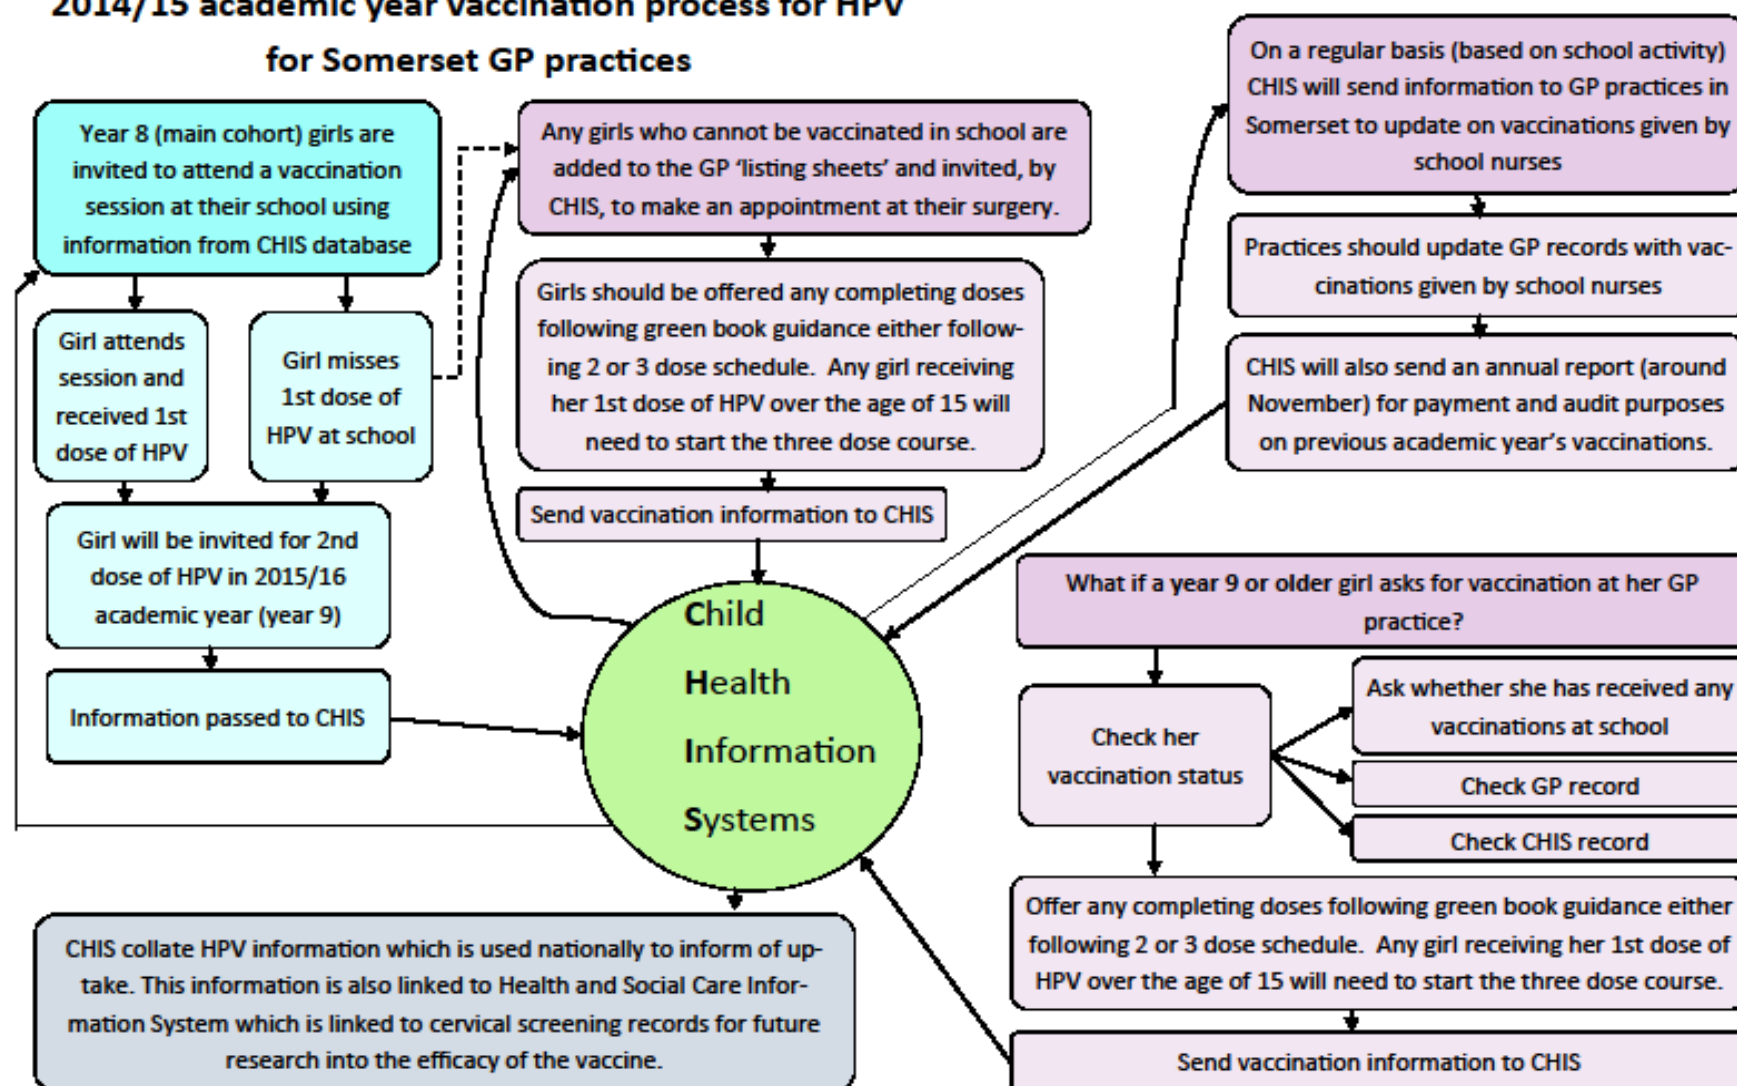 2014/15 academic year vaccination process for HPV
for Somerset GP practices
Year 8 (main cohort) girls are
invited to attend a vaccination
session at their school using
information from CHIS database
Girl attends
session and
received 1st
dose of HPV
Girl misses
1st dose of
HPV at school
Girl will be invited for 2nd
dose of HPV in 2015/16
academic year (year 9)
Information passed to CHIS
Any girls who cannot be vaccinated in school are
added to the GP ‘listing sheets’ and invited, by
CHIS, to make an appointment at their surgery.
Girls should be offered any completing doses
following green book guidance either follow-
ing 2 or 3 dose schedule.  Any girl receiving
her 1st dose of HPV over the age of 15 will
need to start the three dose course.
Send vaccination information to CHIS
Child
Health
Information
Systems
CHIS collate HPV information which is used nationally to inform of up-
take. This information is also linked to Health and Social Care Infor-
mation System which is linked to cervical screening records for future
research into the efficacy of the vaccine.
On a regular basis (based on school activity)
CHIS will send information to GP practices in
Somerset to update on vaccinations given by
school nurses
Practices should update GP records with vac-
cinations given by school nurses
CHIS will also send an annual report (around
November) for payment and audit purposes
on previous academic year’s vaccinations.
What if a year 9 or older girl asks for vaccination at her GP
practice?
Check her
vaccination status
Ask whether she has received any
vaccinations at school
Check GP record
Check CHIS record
Offer any completing doses following green book guidance either
following 2 or 3 dose schedule.  Any girl receiving her 1st dose of
HPV over the age of 15 will need to start the three dose course.
Send vaccination information to CHIS